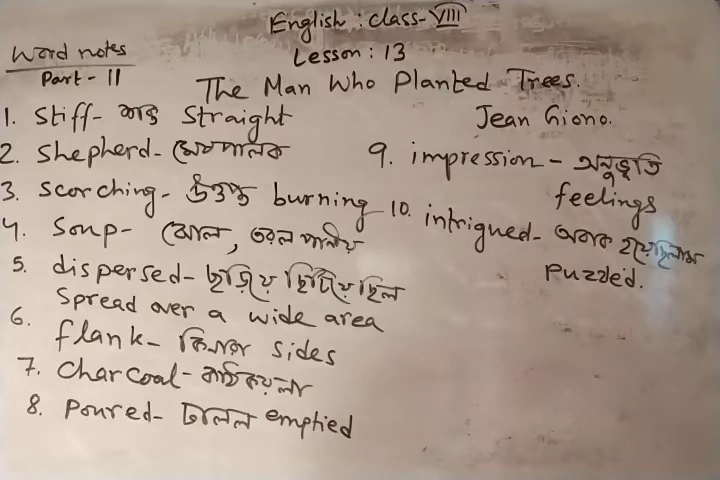 English : class-VIII
Word notes
Lesson : 13
Part - II
The Man Who Planted Trees.
Jean Giono.
1. Stiff- শক্ত Straight
2. Shepherd- মেষপালক
3. Scorching- উত্তপ্ত burning
4. Soup- ঝোল, তরল পানীয়
5. dispersed- ছড়িয়ে ছিটিয়ে ছিল
Spread over a wide area
6. flank- কিনারা sides
7. Charcoal- কাঠকয়লা
8. Poured- ঢালল emptied
9. impression - অনুভূতি
feelings
10. intrigued- অবাক হয়েছিলাম
Puzzled.